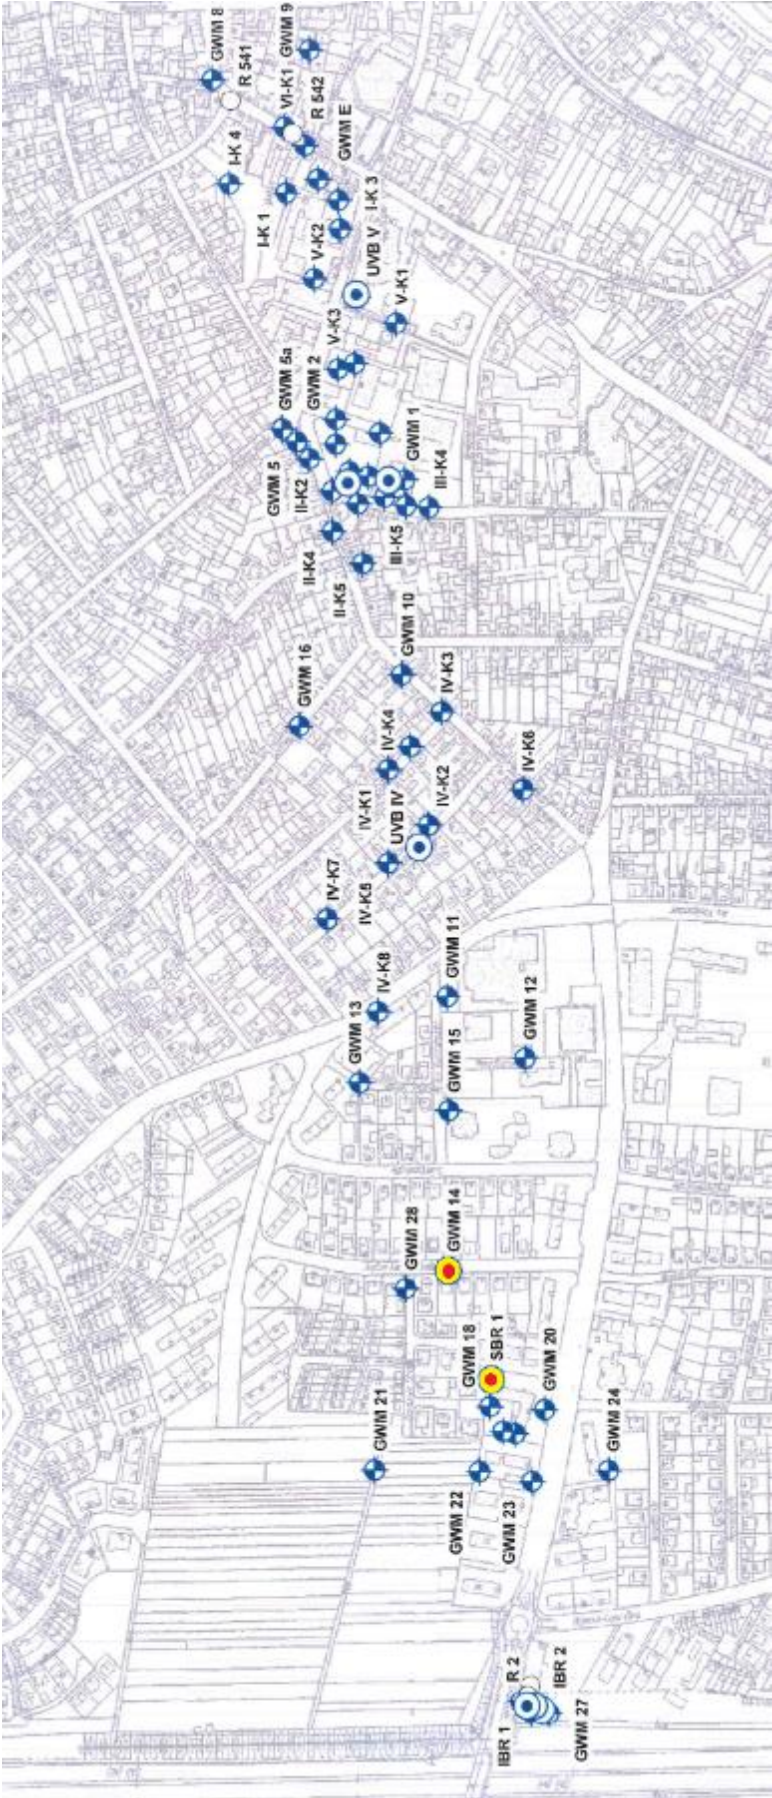 GWM 8
R 541
GWM 9
VI-K1
R 542
I-K 4
GWM E
I-K 1
I-K 3
V-K2
UVB V
V-K3
V-K1
GWM 5a
GWM 2
GWM 5
GWM 1
II-K2
III-K4
II-K4
III-K5
II-K5
GWM 10
GWM 16
IV-K3
IV-K4
IV-K1
IV-K6
UVB IV
IV-K2
IV-K7
IV-K5
GWM 11
IV-K8
GWM 13
GWM 12
GWM 15
GWM 14
GWM 28
GWM 18
SBR 1
GWM 20
GWM 21
GWM 24
GWM 22
GWM 23
R 2
IBR 2
IBR 1
GWM 27